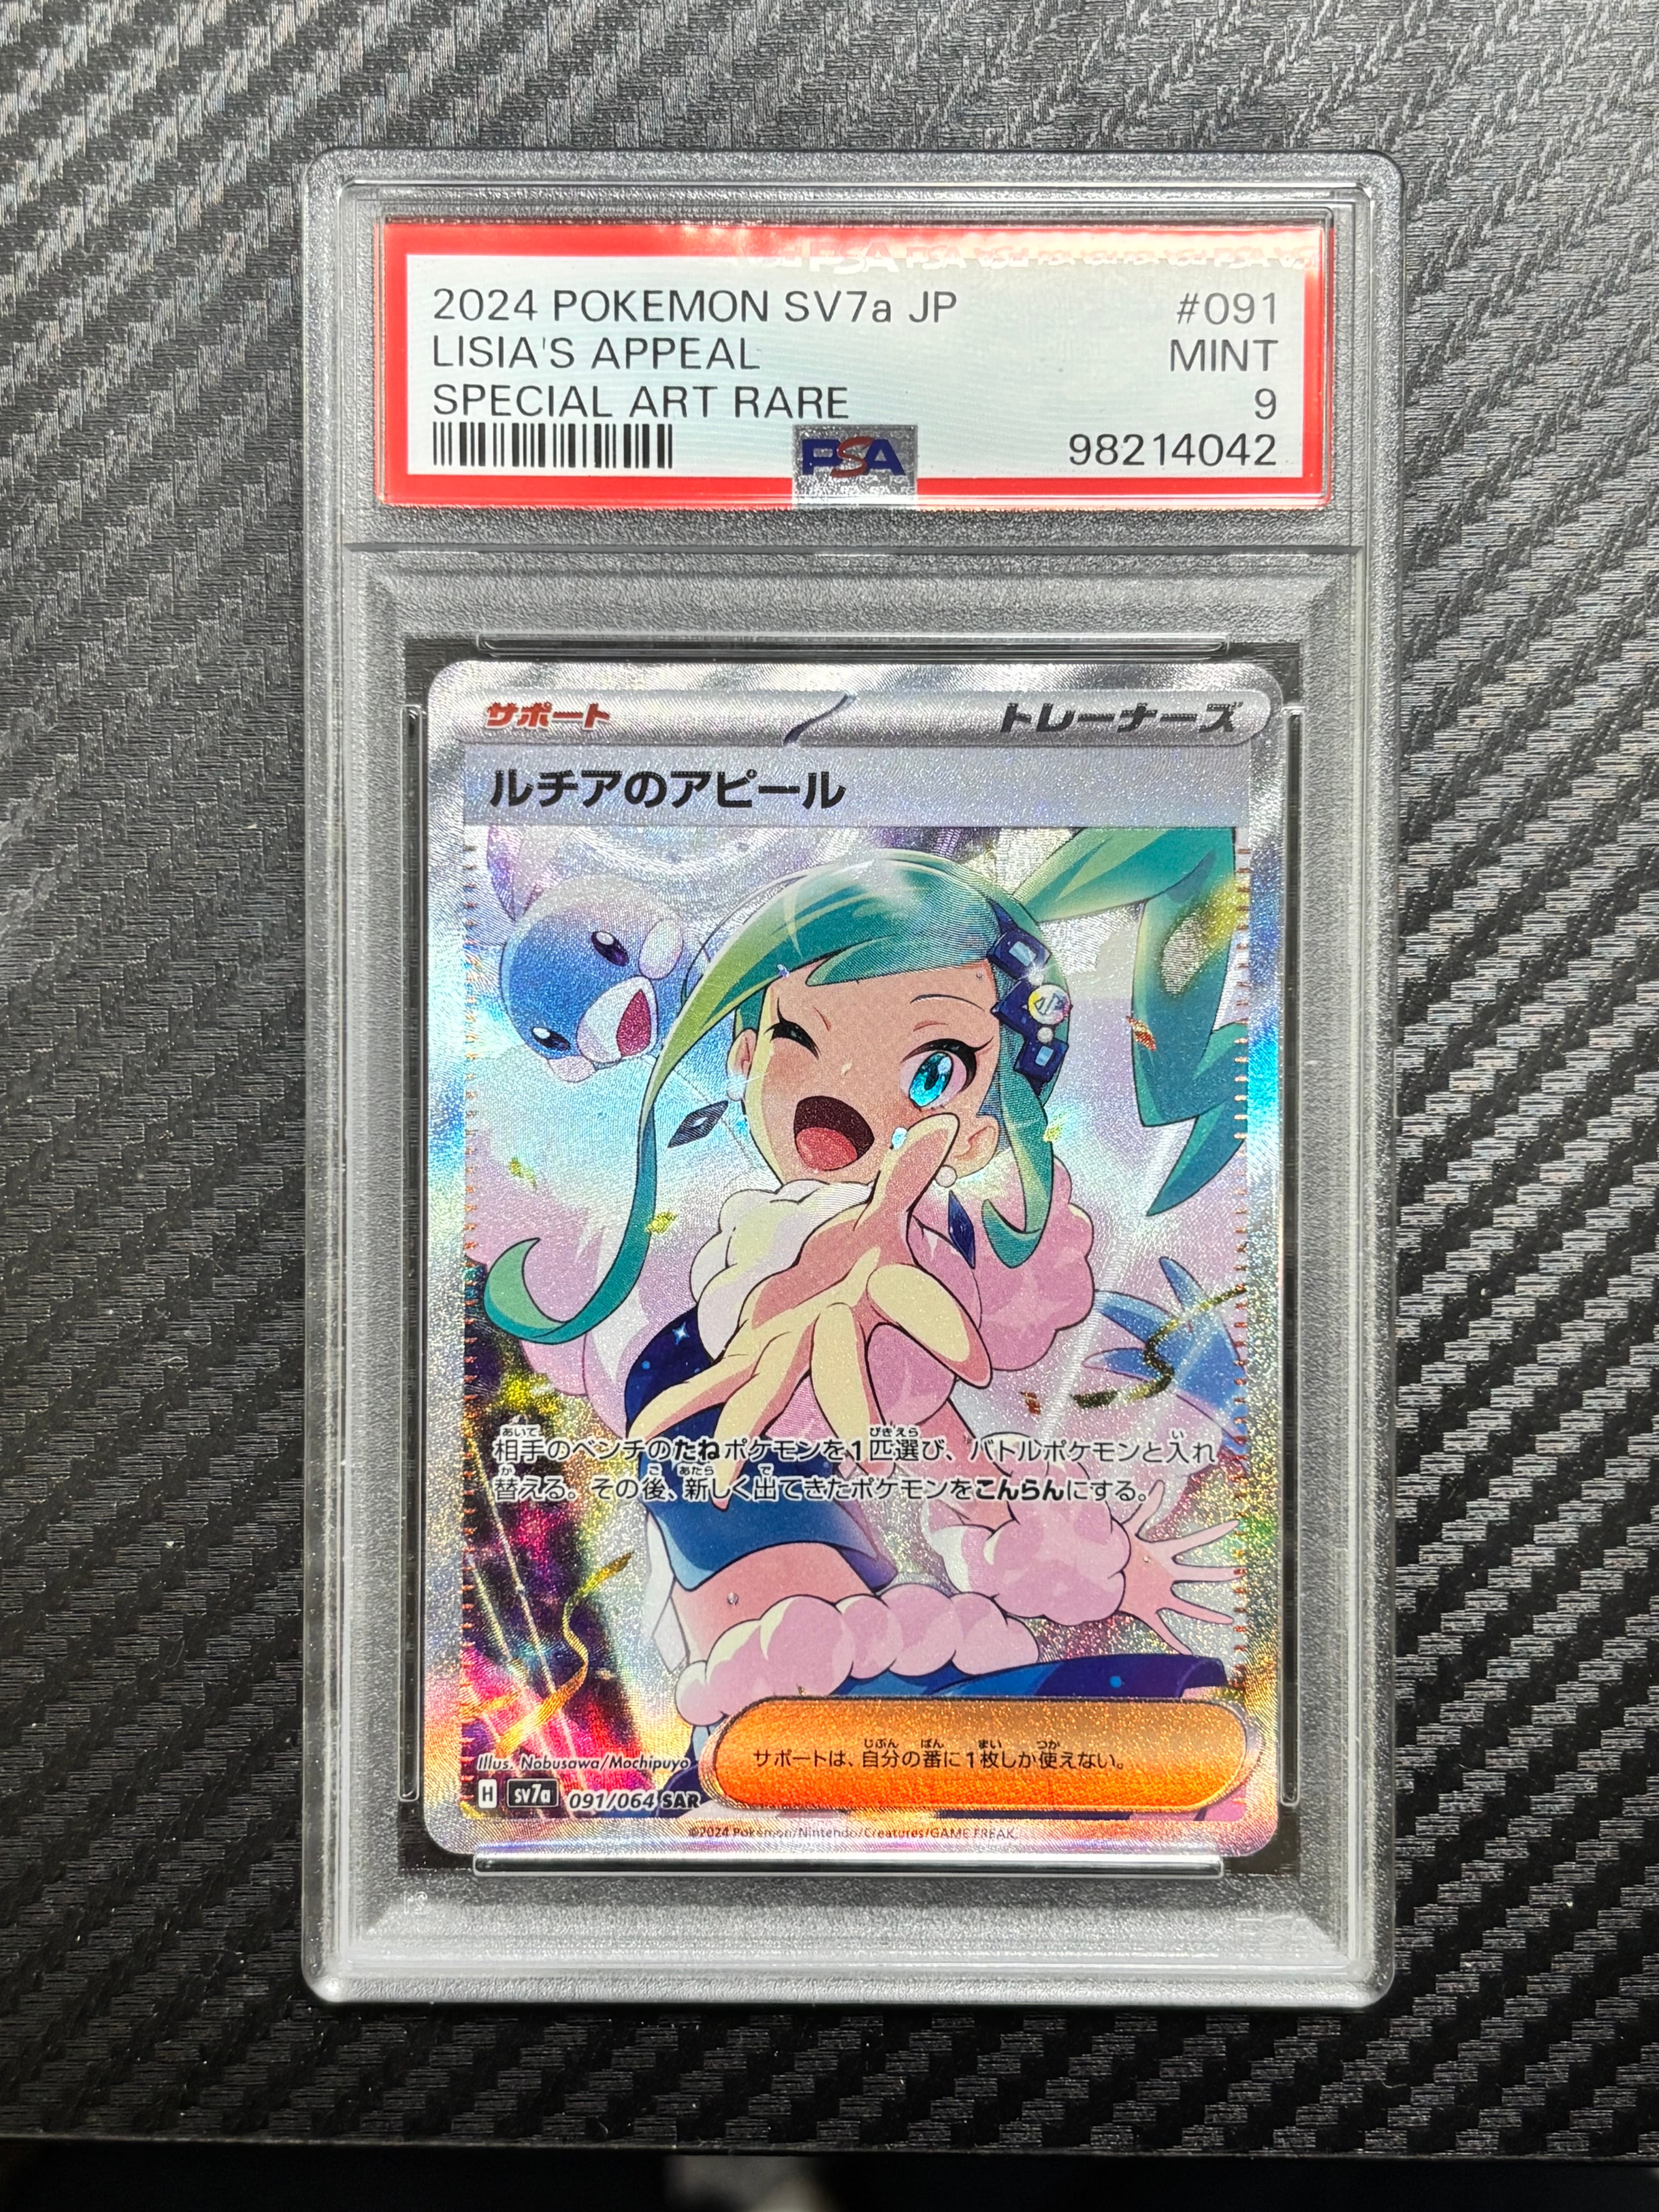 2024 POKEMON SV7a JP #091
LISIA'S APPEAL MINT
SPECIAL ART RARE 9
PSA 98214042
サポート トレーナーズ
ルチアのアピール
相手のベンチのたねポケモンを1匹選び、バトルポケモンと入れ
替える。その後、新しく出てきたポケモンをこんらんにする。
Illus. Nobusawa/Mochipuyo
サポートは、自分の番に1枚しか使えない。
H sv7a 091/064 SAR
©2024 Pokémon/Nintendo/Creatures/GAME FREAK.